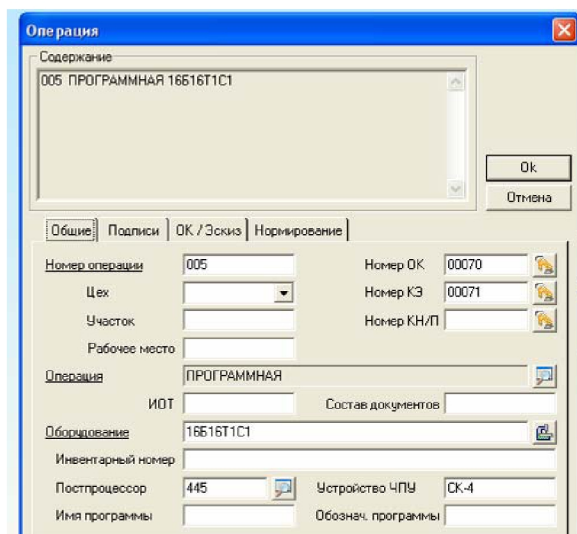 Операция
Содержание
005 ПРОГРАММНАЯ 16Б16Т1С1
Ok
Отмена
Общие Подписи ОК / Эскиз Нормирование
Номер операции 005 Номер ОК 00070
Цех Номер КЭ 00071
Участок Номер КН/П
Рабочее место
Операция ПРОГРАММНАЯ
ИОТ Состав документов
Оборудование 16Б16Т1С1
Инвентарный номер
Постпроцессор 445 Устройство ЧПУ СК-4
Имя программы Обознач. программы